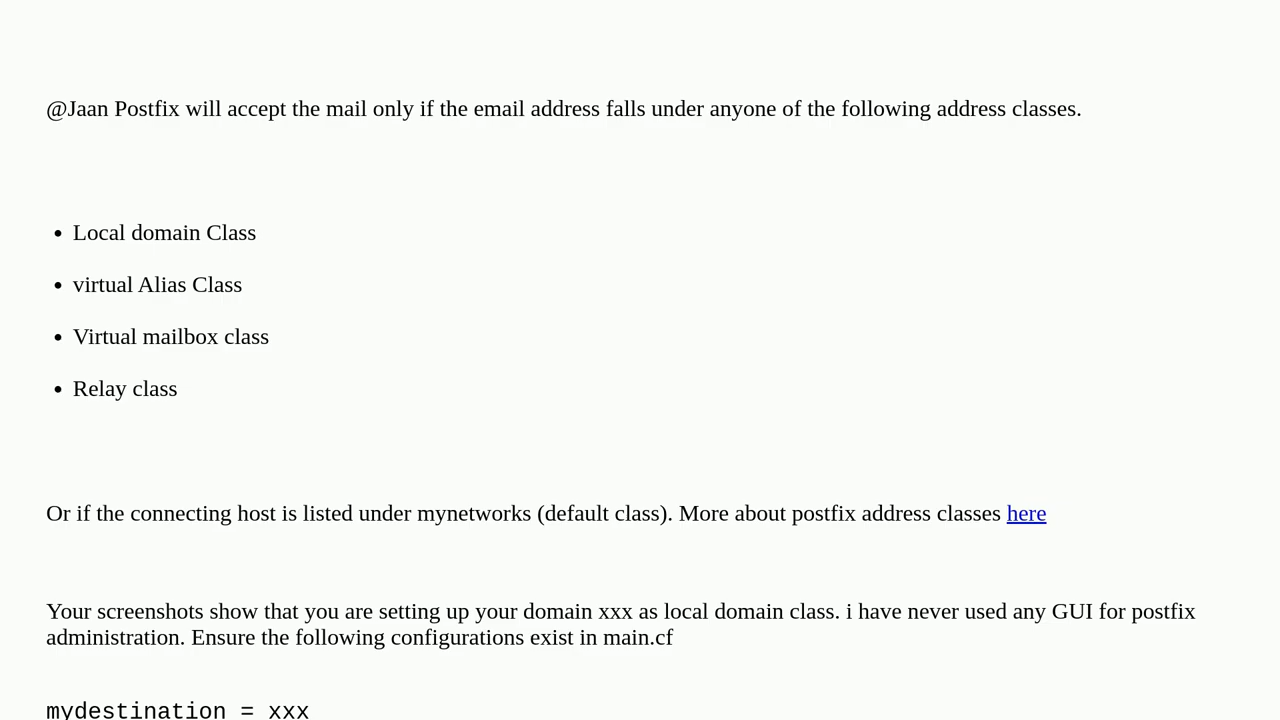 @Jaan Postfix will accept the mail only if the email address falls under anyone of the following address classes.
• Local domain Class
• virtual Alias Class
• Virtual mailbox class
• Relay class
Or if the connecting host is listed under mynetworks (default class). More about postfix address classes here
Your screenshots show that you are setting up your domain xxx as local domain class. i have never used any GUI for postfix
administration. Ensure the following configurations exist in main.cf
mydestination = xxx